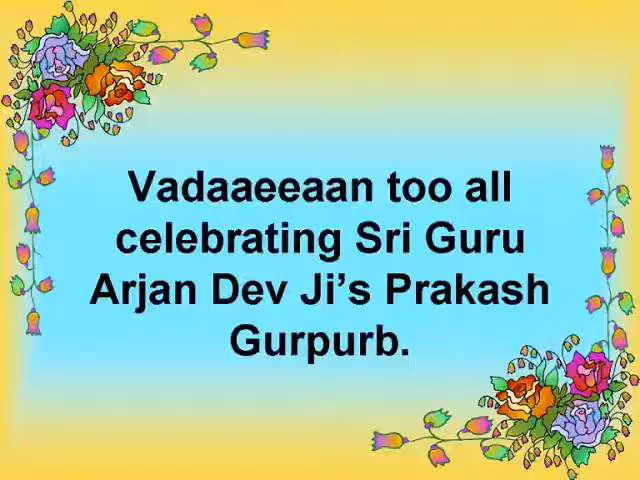 Vadaaeeaan too all
celebrating Sri Guru
Arjan Dev Ji’s Prakash
Gurpurb.